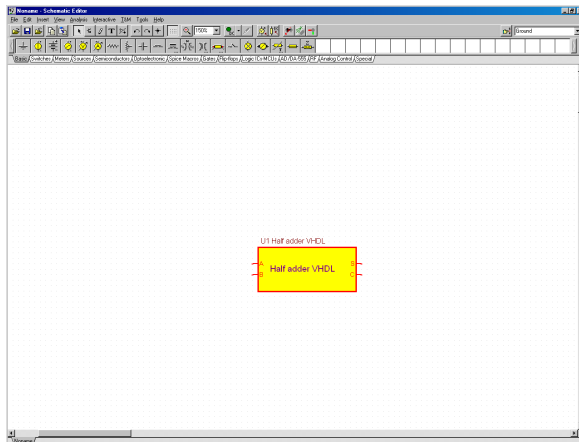 Noname - Schematic Editor
File Edit Insert View Analysis Interactive T&M Tools Help
150% Ground
Basic Switches Meters Sources Semiconductors Optoelectronic Spice Macros Gates Flip-flops Logic ICs-MCUs AD/DA-555 RF Analog Control Special
U1 Half adder VHDL
A S
Half adder VHDL
B C
Noname